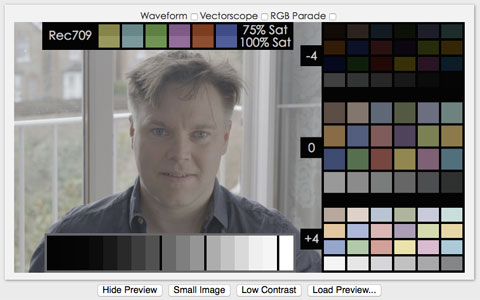 Waveform Vectorscope RGB Parade
Rec709
75% Sat
100% Sat
-4
0
+4
Hide Preview Small Image Low Contrast Load Preview...